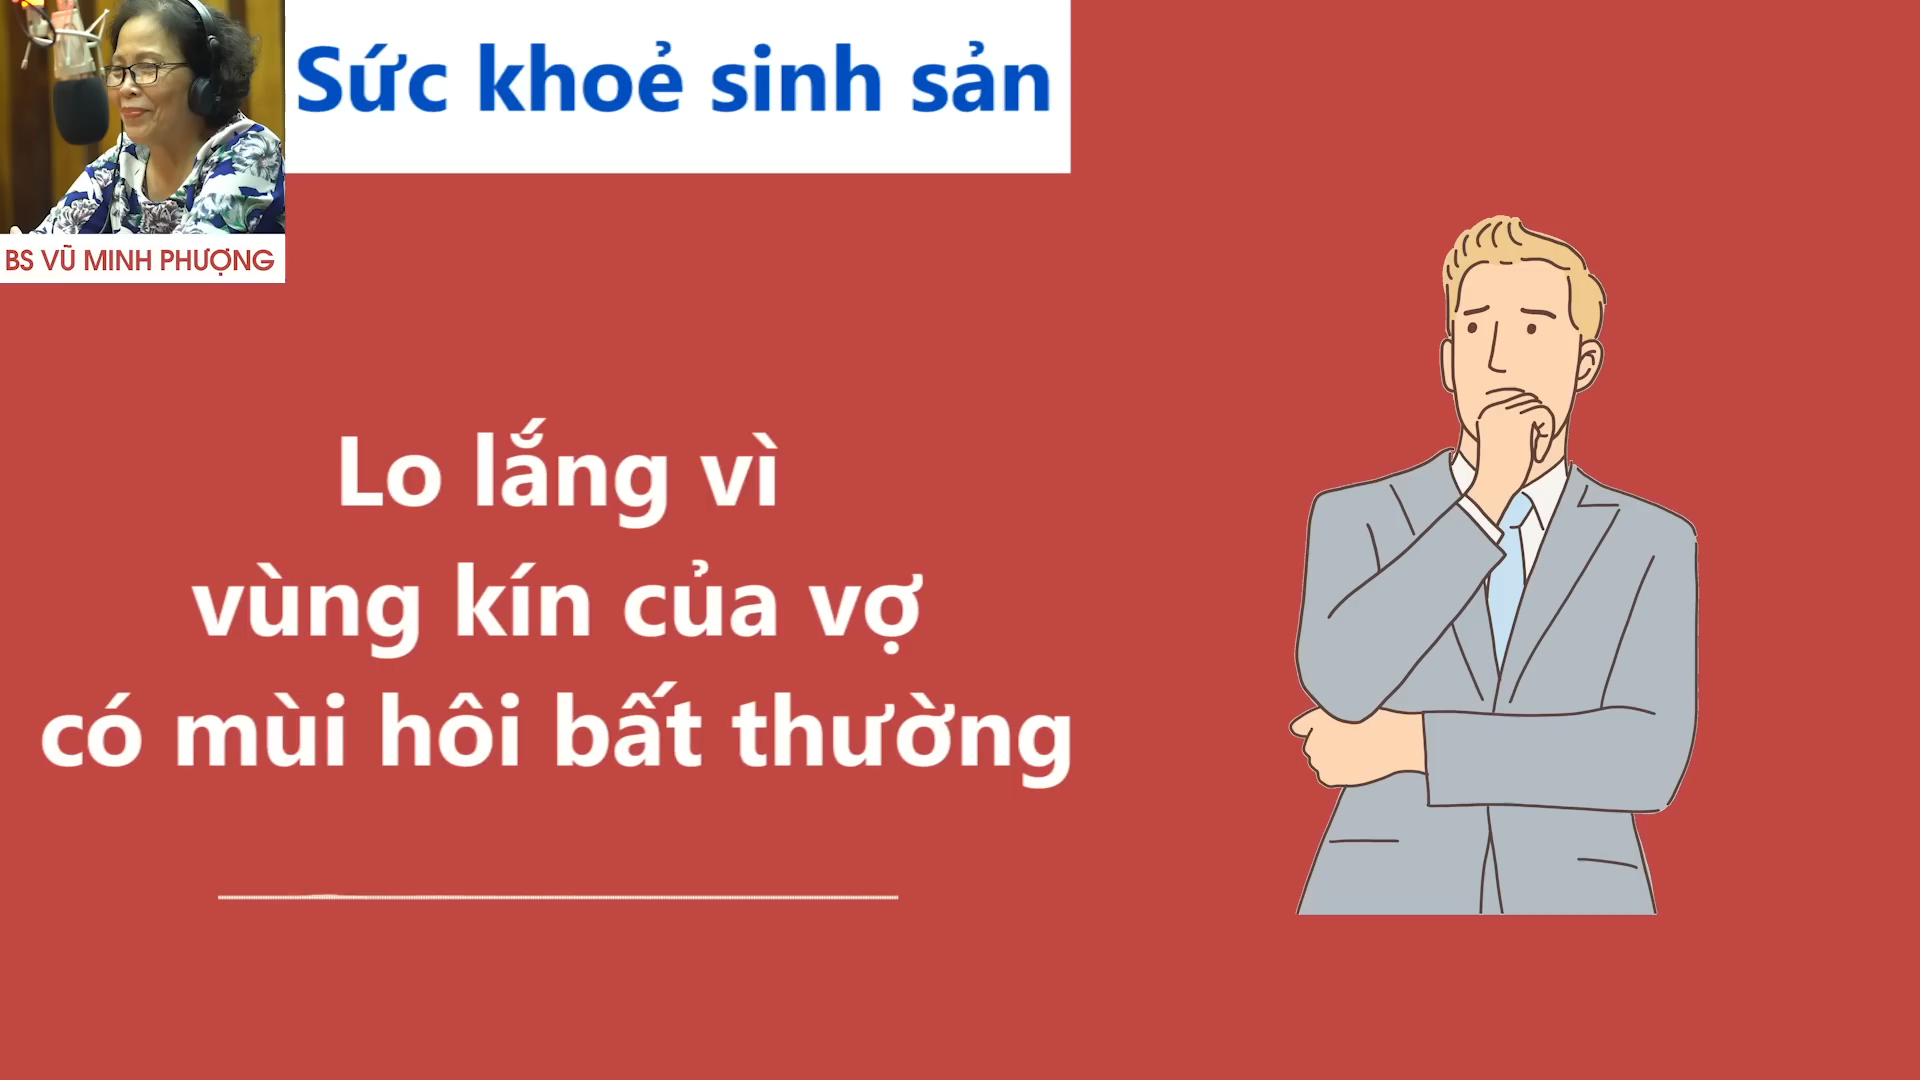 Sức khoẻ sinh sản
BS VŨ MINH PHƯỢNG
Lo lắng vì
vùng kín của vợ
có mùi hôi bất thường